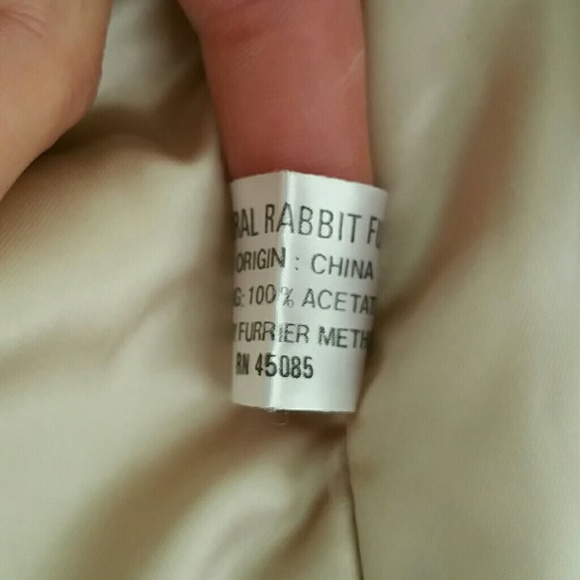 RAL RABBIT FU
ORIGIN : CHINA
G: 100% ACETAT
Y FURRIER METH
RN 45085